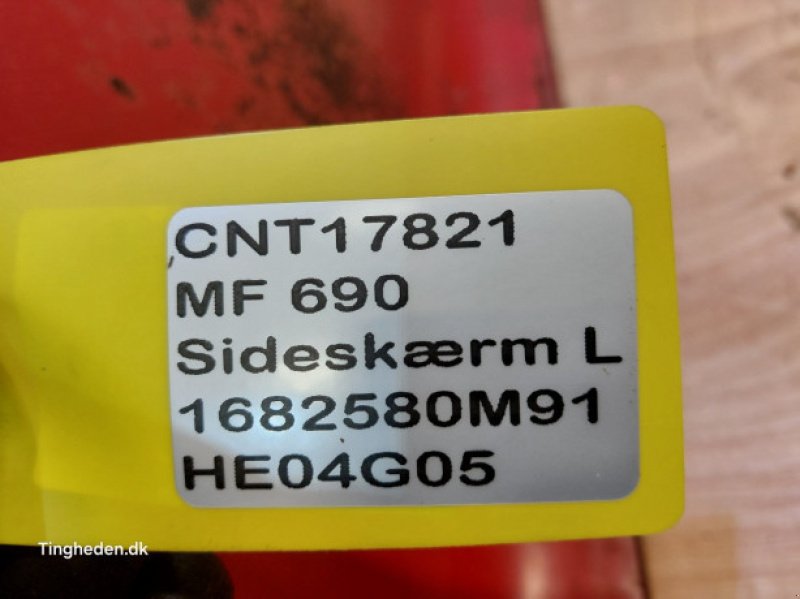 CNT17821
MF 690
Sideskærm L
1682580M91
HE04G05
Tingheden.dk